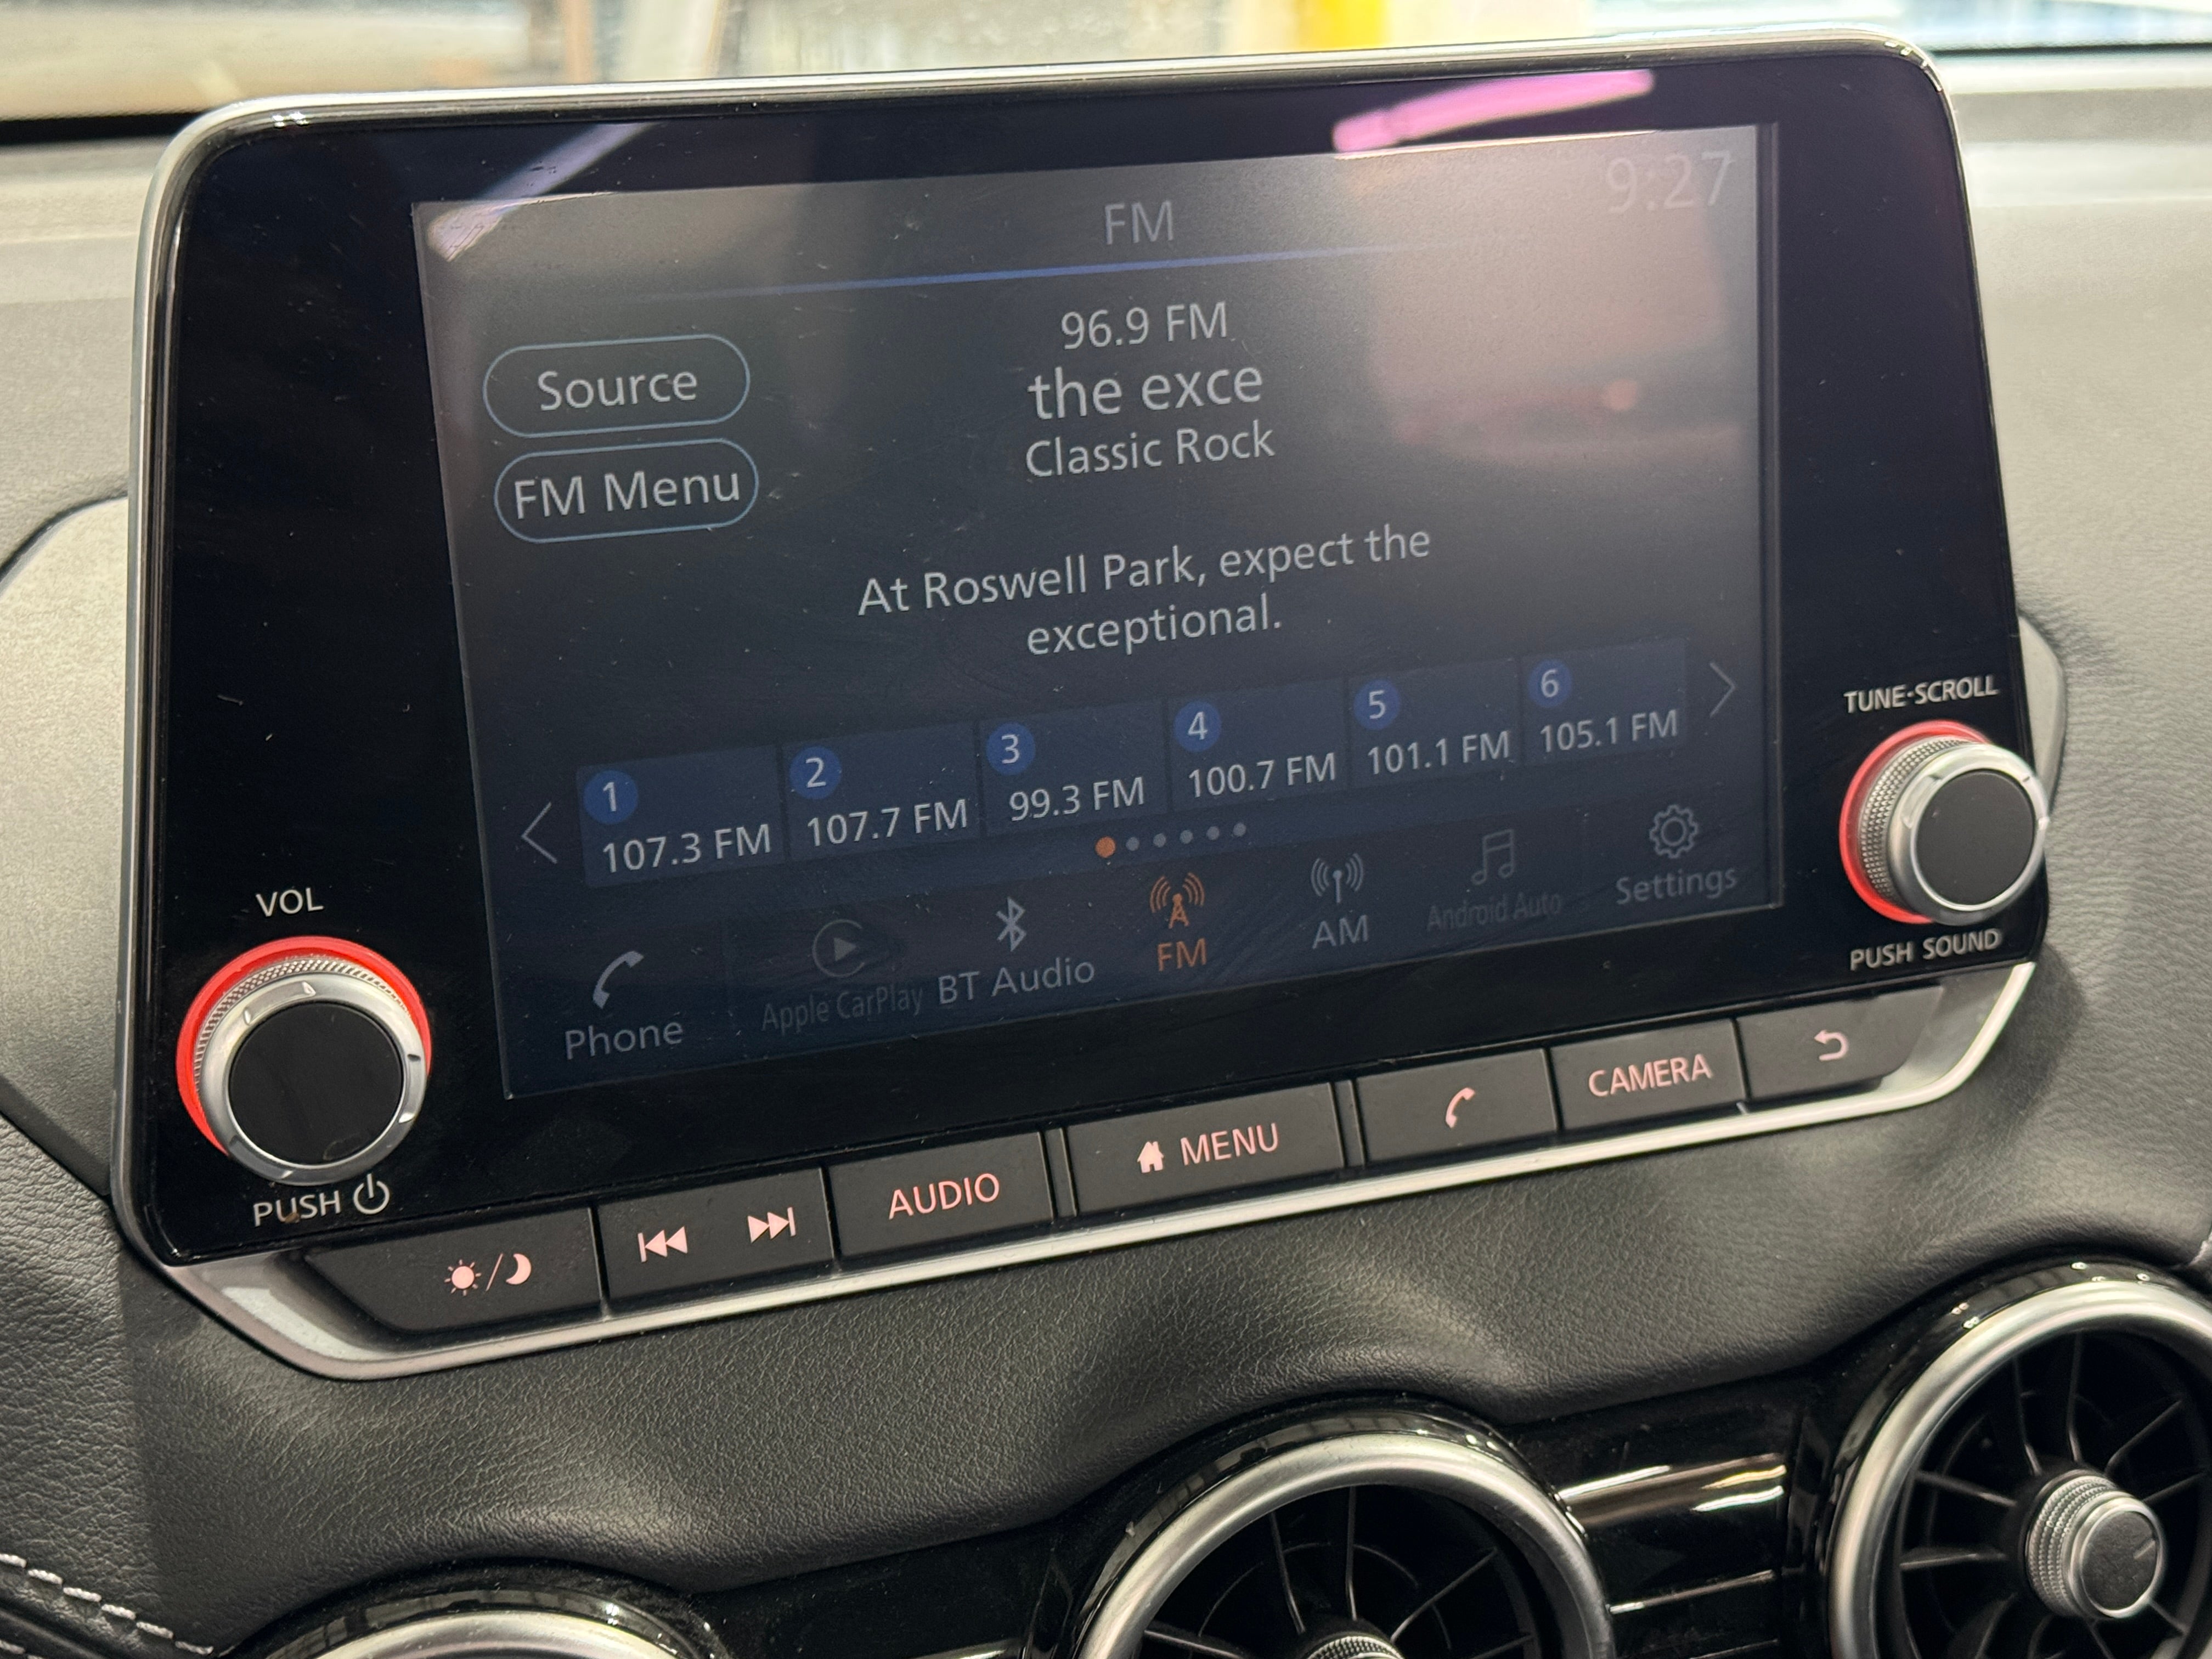 9:27
FM
96.9 FM
Source
the exce
Classic Rock
FM Menu
At Roswell Park, expect the
exceptional.
1 2 3 4 5 6
107.3 FM 107.7 FM 99.3 FM 100.7 FM 101.1 FM 105.1 FM
Phone Apple CarPlay BT Audio FM AM Android Auto Settings
VOL
PUSH
TUNE·SCROLL
PUSH SOUND
AUDIO MENU CAMERA